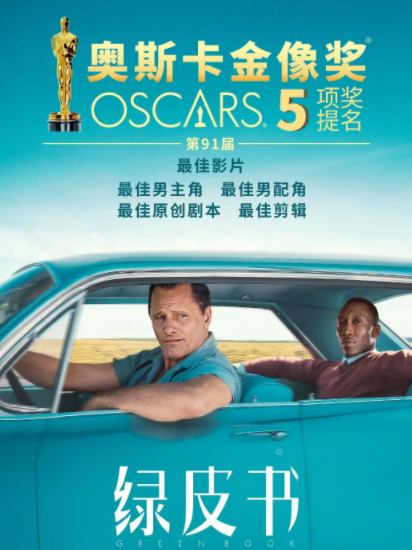 奥斯卡金像奖®
OSCARS® 5 项奖提名
第91届
最佳影片
最佳男主角 最佳男配角
最佳原创剧本 最佳剪辑
绿皮书
GREEN BOOK